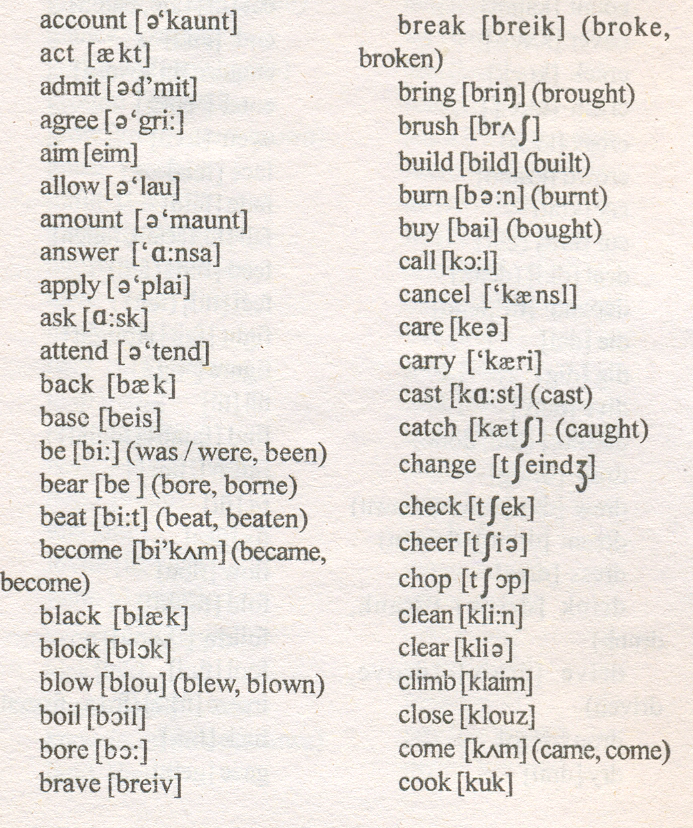 account [ə‘kaunt]
act [ækt]
admit [əd’mit]
agree [ə‘gri:]
aim [eim]
allow [ə‘lau]
amount [ə‘maunt]
answer [‘ɑ:nsa]
apply [ə‘plai]
ask [ɑ:sk]
attend [ə‘tend]
back [bæk]
base [beis]
be [bi:] (was / were, been)
bear [be ] (bore, borne)
beat [bi:t] (beat, beaten)
become [bi’kʌm] (became,
become)
black [blæk]
block [blɔk]
blow [blou] (blew, blown)
boil [bɔil]
bore [bɔ:]
brave [breiv]
break [breik] (broke,
broken)
bring [briŋ] (brought)
brush [brʌʃ]
build [bild] (built)
burn [bə:n] (burnt)
buy [bai] (bought)
call [kɔ:l]
cancel [‘kænsl]
care [keə]
carry [‘kæri]
cast [kɑ:st] (cast)
catch [kætʃ] (caught)
change [tʃeindʒ]
check [tʃek]
cheer [tʃiə]
chop [tʃɔp]
clean [kli:n]
clear [kliə]
climb [klaim]
close [klouz]
come [kʌm] (came, come)
cook [kuk]